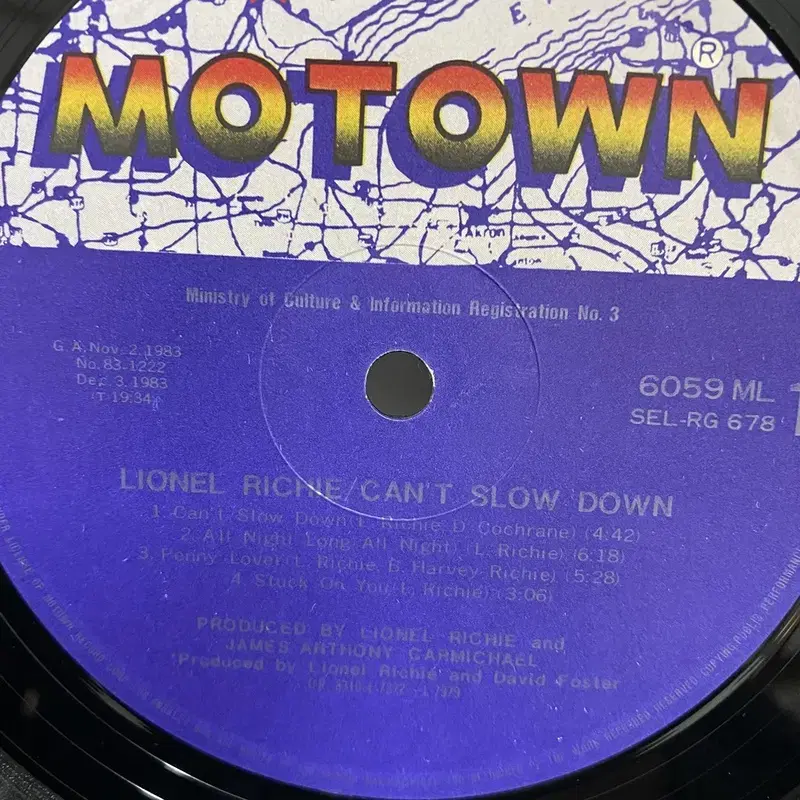 MOTOWN ®
Akron
Ministry of Culture & Information Registration No. 3
G A. Nov. 2. 1983
No. 83-1222
Dec. 3. 1983
(T 19:34)
6059 ML 1
SEL-RG 678
LIONEL RICHIE/CAN'T SLOW DOWN
1. Can't Slow Down (L. Richie, D. Cochrane) (4:42)
2. All Night Long (All Night) (L. Richie) (6:18)
3. Penny Lover (L. Richie, B. Harvey-Richie) (5:28)
4. Stuck On You (L. Richie) (3:06)
PRODUCED BY LIONEL RICHIE and
JAMES ANTHONY CARMICHAEL
*Produced by Lionel Richie and David Foster
PUBLIC PERFORMAN